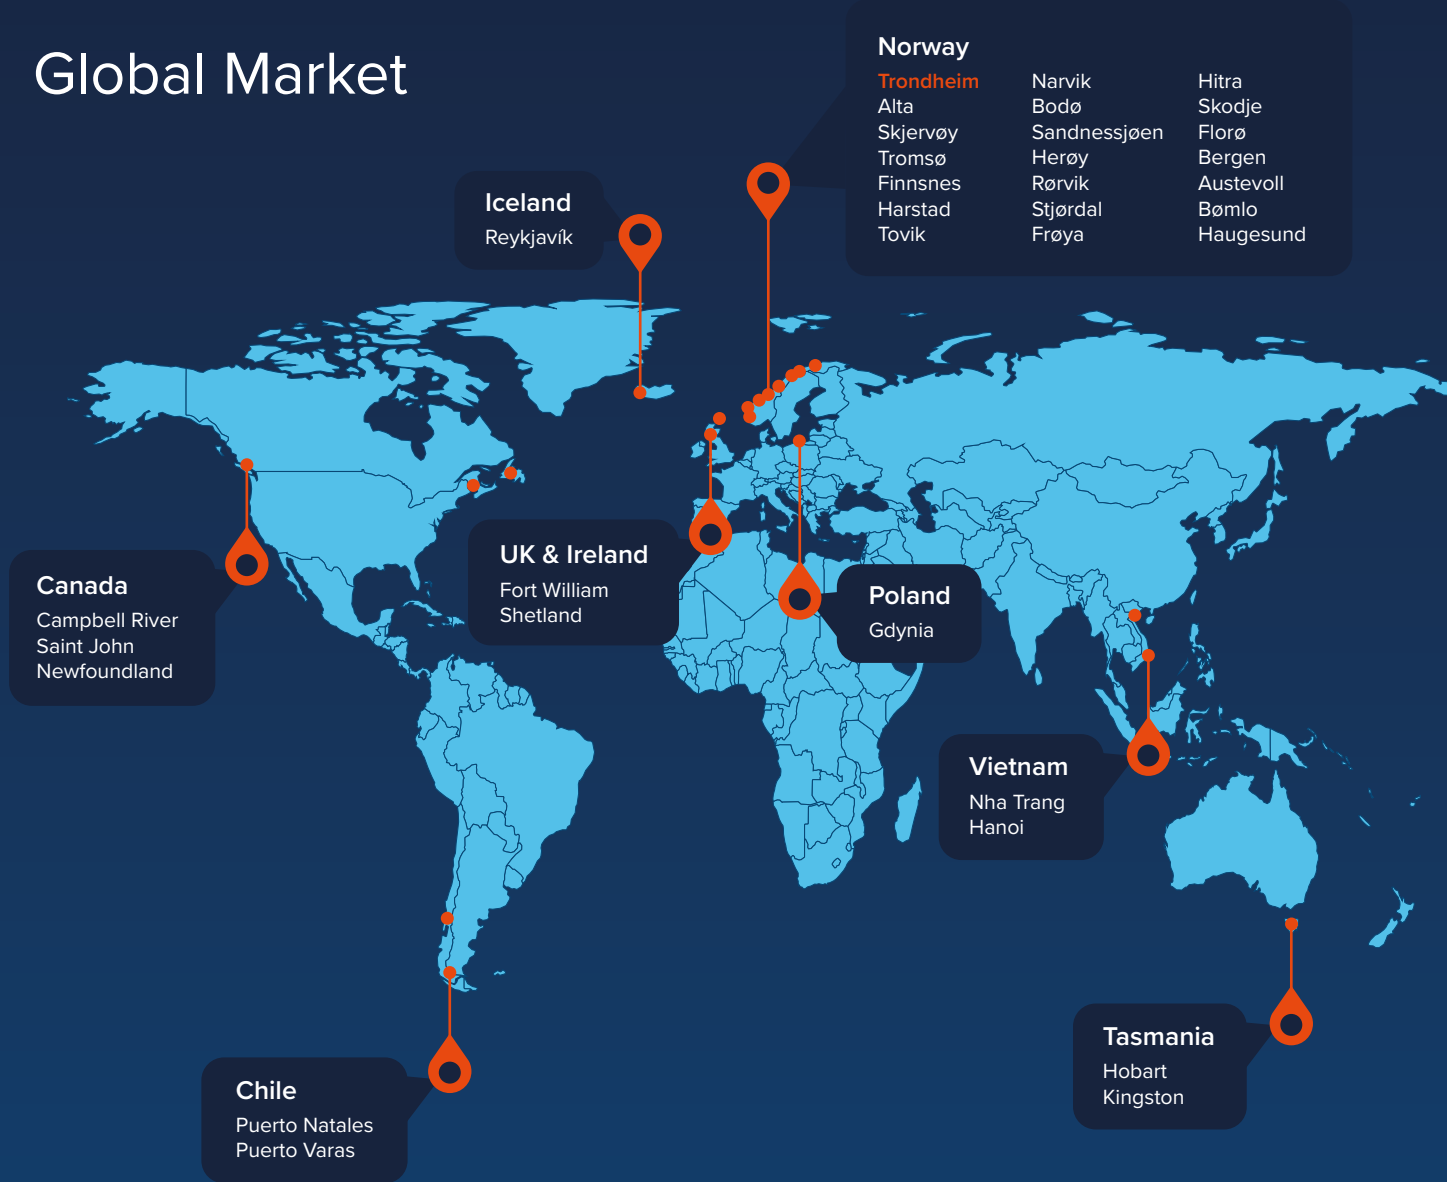 Global Market
Norway
Trondheim
Alta
Skjervøy
Tromsø
Finnsnes
Harstad
Tovik
Narvik
Bodø
Sandnessjøen
Herøy
Rørvik
Stjørdal
Frøya
Hitra
Skodje
Florø
Bergen
Austevoll
Bømlo
Haugesund
Iceland
Reykjavík
UK & Ireland
Fort William
Shetland
Canada
Campbell River
Saint John
Newfoundland
Poland
Gdynia
Vietnam
Nha Trang
Hanoi
Tasmania
Hobart
Kingston
Chile
Puerto Natales
Puerto Varas